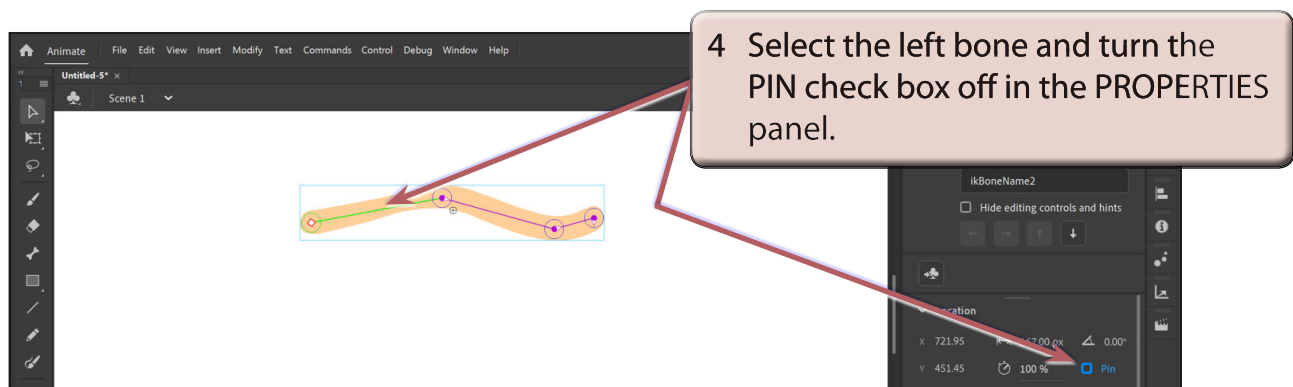 4 Select the left bone and turn the
PIN check box off in the PROPERTIES
panel.
Animate File Edit View Insert Modify Text Commands Control Debug Window Help
Untitled-5* ×
Scene 1
ikBoneName2
Hide editing controls and hints
X 721.95 0.00°
Y 451.45 100 % Pin